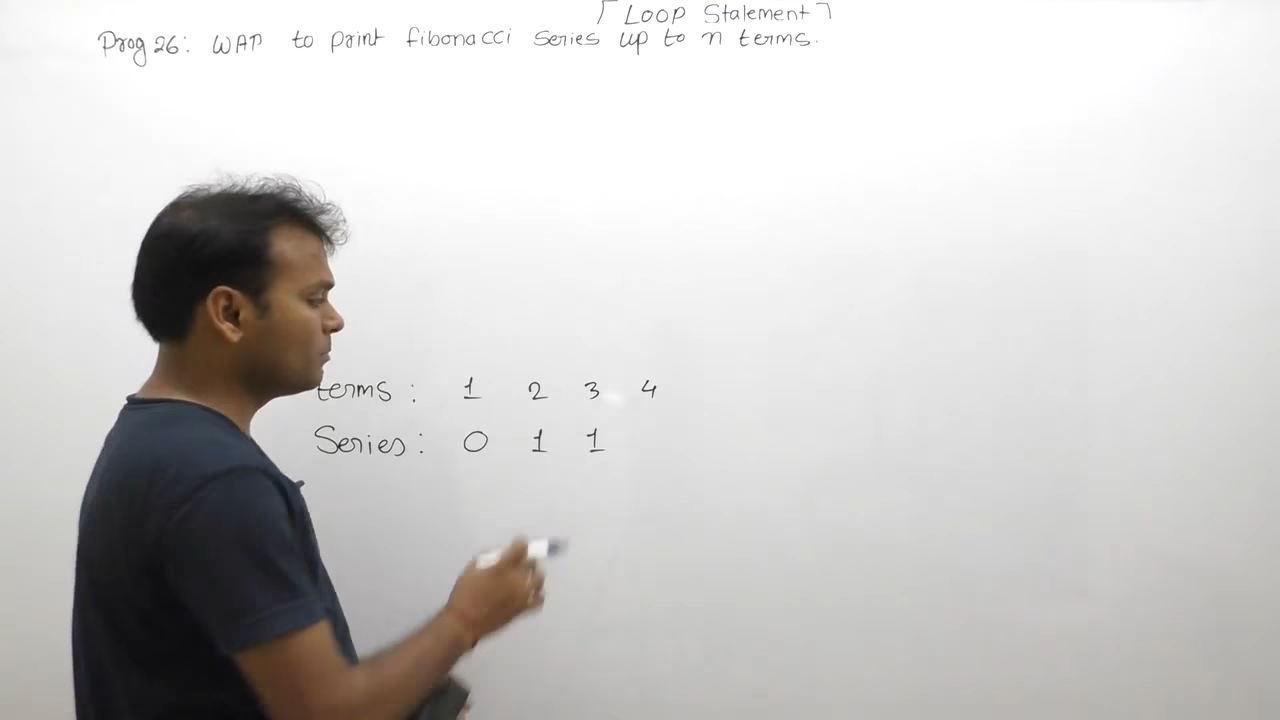 Loop Statement
Prog 26: WAP to print fibonacci series up to n terms.
terms : 1 2 3 4
Series : 0 1 1